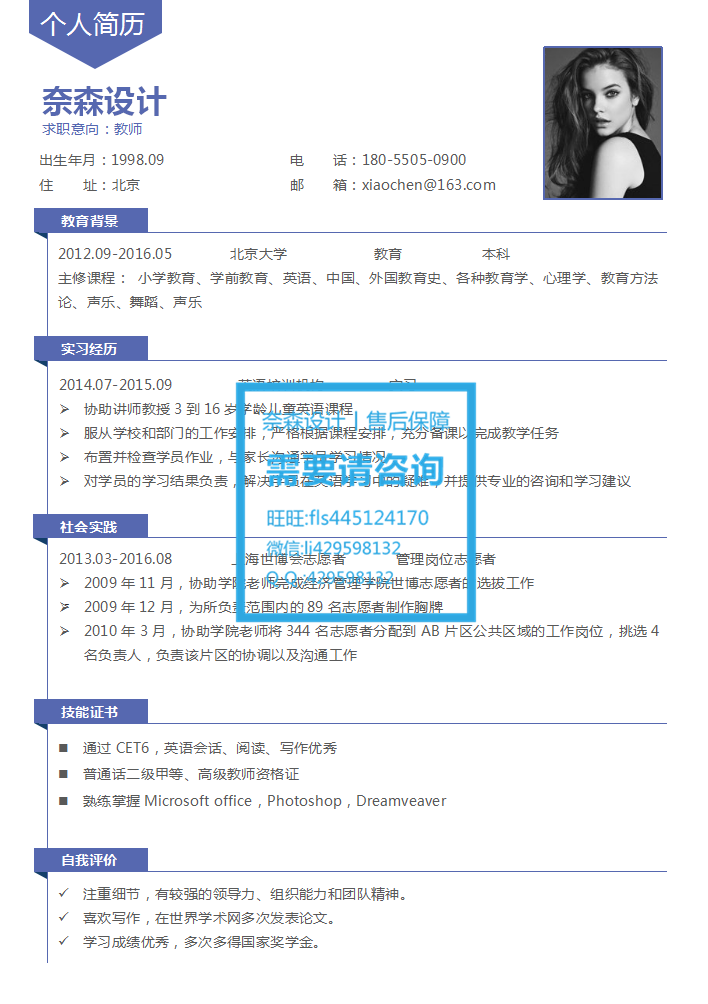 个人简历
奈森设计
求职意向：教师
出生年月：1998.09 电 话：180-5505-0900
住 址：北京 邮 箱：xiaochen@163.com
教育背景
2012.09-2016.05 北京大学 教育 本科
主修课程： 小学教育、学前教育、英语、中国、外国教育史、各种教育学、心理学、教育方法
论、声乐、舞蹈、声乐
实习经历
2014.07-2015.09 英语培训机构 实习
协助讲师教授 3 到 16 岁学龄儿童英语课程
服从学校和部门的工作安排，严格根据课程安排，充分备课以完成教学任务
布置并检查学员作业，与家长沟通学员学习情况
对学员的学习结果负责，解决学员在英语学习中的疑难，并提供专业的咨询和学习建议
奈森设计 | 售后保障
需要请咨询
旺旺:fls445124170
微信:lj429598132
Q Q :429598132
社会实践
2013.03-2016.08 上海世博会志愿者 管理岗位志愿者
2009 年 11 月，协助学院老师完成经济管理学院世博志愿者的选拔工作
2009 年 12 月，为所负责范围内的 89 名志愿者制作胸牌
2010 年 3 月，协助学院老师将 344 名志愿者分配到 AB 片区公共区域的工作岗位，挑选 4
名负责人，负责该片区的协调以及沟通工作
技能证书
■ 通过 CET6，英语会话、阅读、写作优秀
■ 普通话二级甲等、高级教师资格证
■ 熟练掌握 Microsoft office，Photoshop，Dreamveaver
自我评价
✓ 注重细节，有较强的领导力、组织能力和团队精神。
✓ 喜欢写作，在世界学术网多次发表论文。
✓ 学习成绩优秀，多次多得国家奖学金。